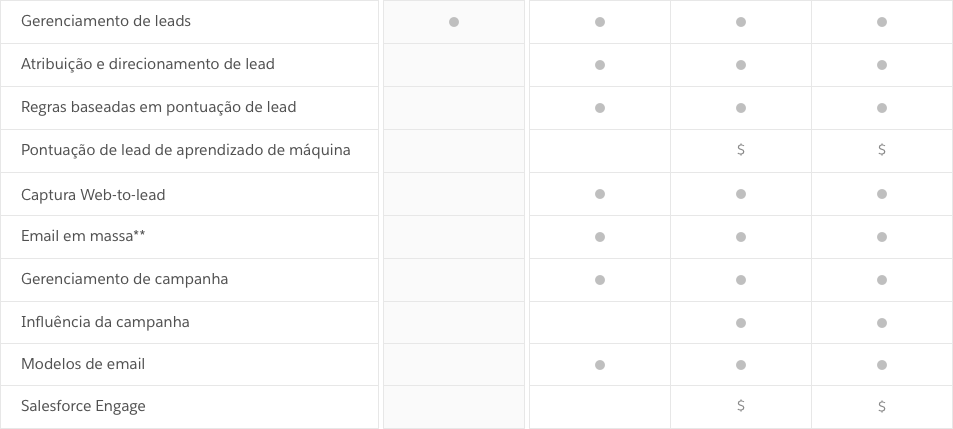 Gerenciamento de leads
Atribuição e direcionamento de lead
Regras baseadas em pontuação de lead
Pontuação de lead de aprendizado de máquina $ $
Captura Web-to-lead
Email em massa**
Gerenciamento de campanha
Influência da campanha
Modelos de email
Salesforce Engage $ $